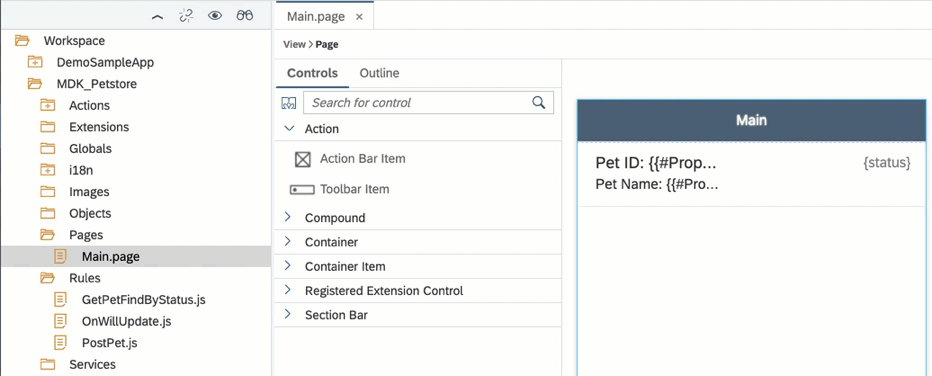 Workspace
DemoSampleApp
MDK_Petstore
Actions
Extensions
Globals
i18n
Images
Objects
Pages
Main.page
Rules
GetPetFindByStatus.js
OnWillUpdate.js
PostPet.js
Services
Main.page ×
View > Page
Controls Outline
Search for control
Action
Action Bar Item
Toolbar Item
Compound
Container
Container Item
Registered Extension Control
Section Bar
Main
Pet ID: {{#Prop... {status}
Pet Name: {{#Pro...